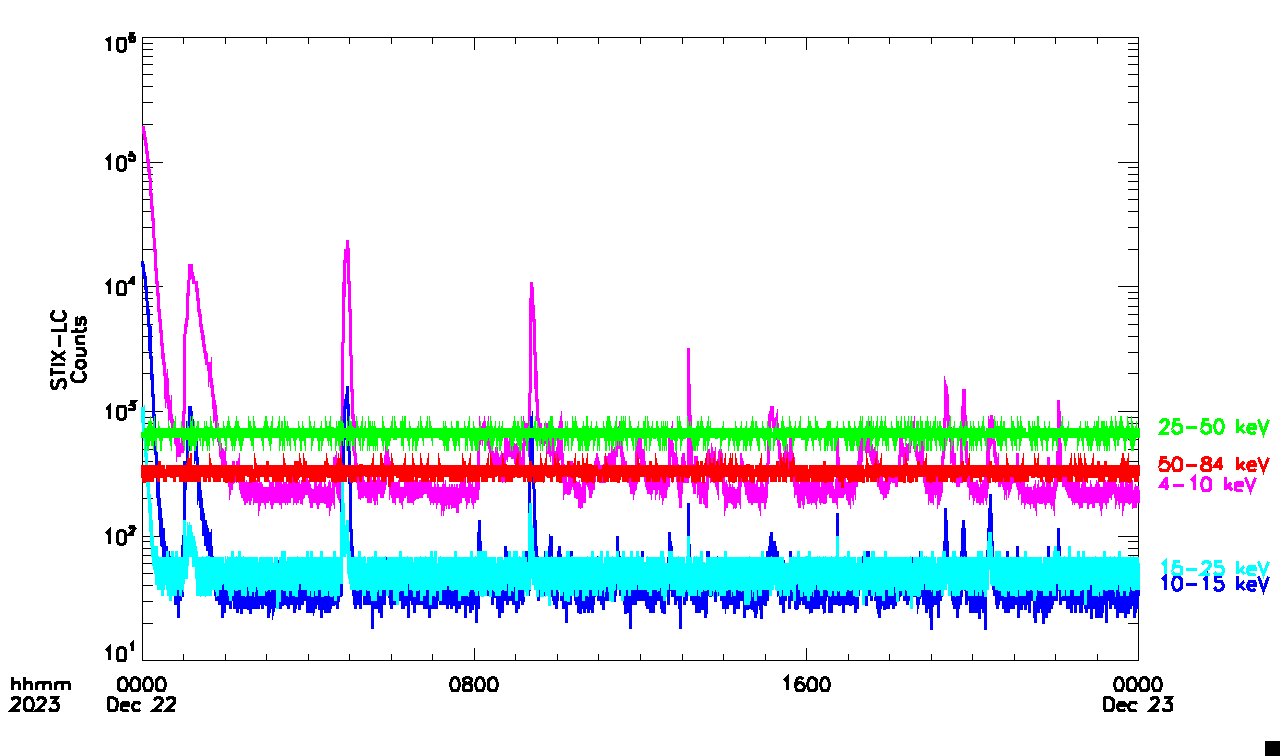 10⁶
10⁵
10⁴
10³
10²
10¹
STIX-LC
Counts
25-50 keV
50-84 keV
4-10 keV
15-25 keV
10-15 keV
hhmm 0000 0800 1600 0000
2023 Dec 22 Dec 23